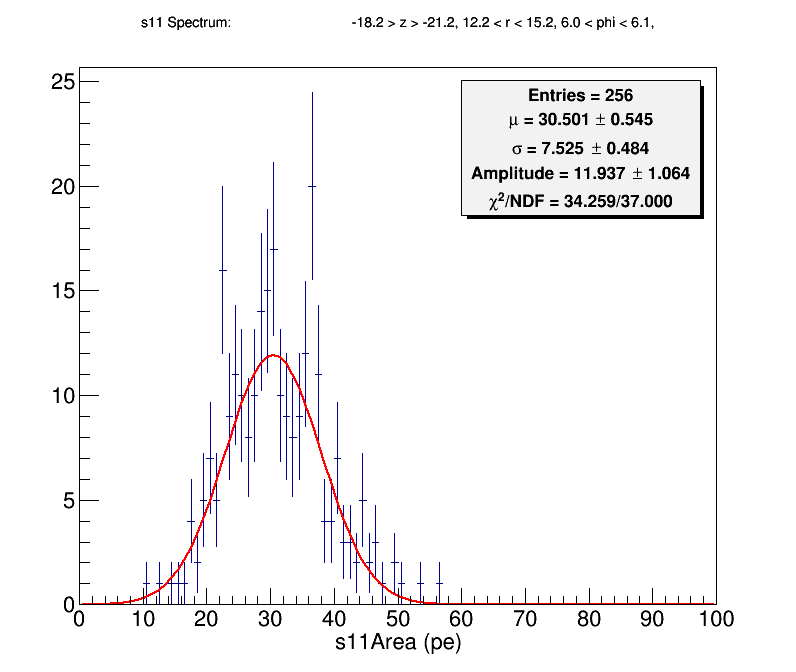 s11 Spectrum: -18.2 > z > -21.2, 12.2 < r < 15.2, 6.0 < phi < 6.1,
Entries = 256
μ = 30.501 ± 0.545
σ = 7.525 ± 0.484
Amplitude = 11.937 ± 1.064
χ²/NDF = 34.259/37.000
25
20
15
10
5
0
0 10 20 30 40 50 60 70 80 90 100
s11Area (pe)